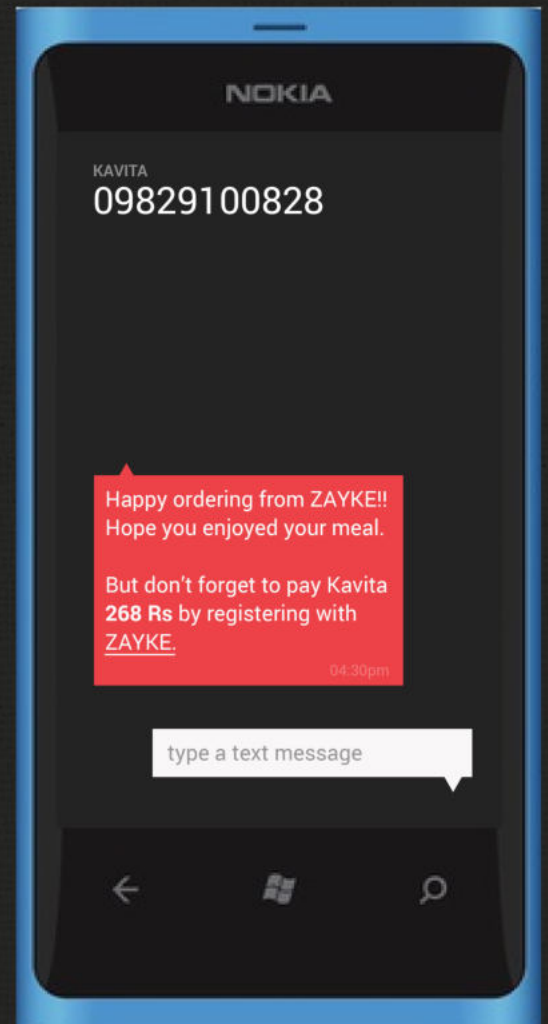 NOKIA
KAVITA
09829100828
Happy ordering from ZAYKE!!
Hope you enjoyed your meal.
But don't forget to pay Kavita
268 Rs by registering with
ZAYKE.
04:30pm
type a text message